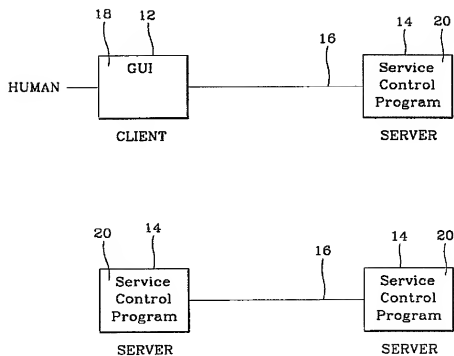 18
12
16
14
20
HUMAN
GUI
Service
Control
Program
CLIENT
SERVER
20
14
16
14
20
Service
Control
Program
Service
Control
Program
SERVER
SERVER